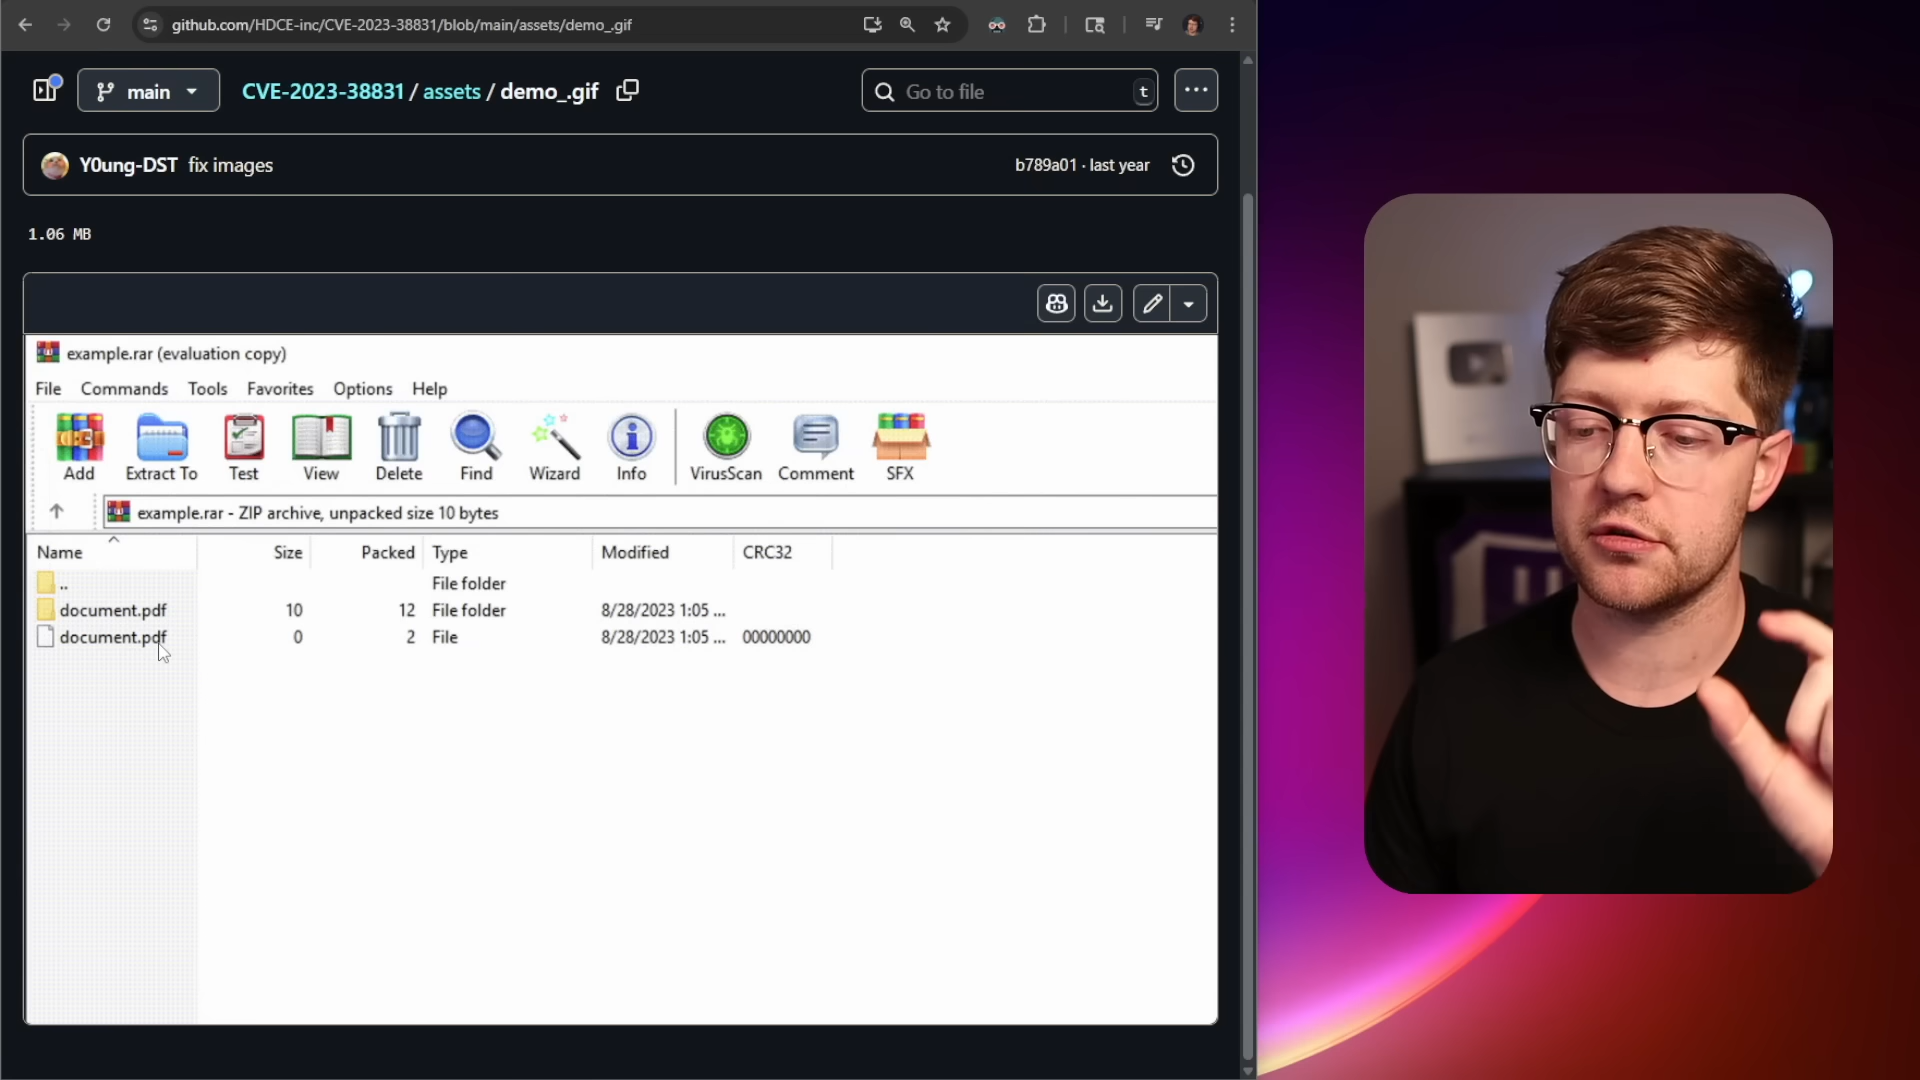 github.com/HDCE-inc/CVE-2023-38831/blob/main/assets/demo_.gif
main
CVE-2023-38831 / assets / demo_.gif
Go to file
t
Y0ung-DST fix images
b789a01 · last year
1.06 MB
example.rar (evaluation copy)
File Commands Tools Favorites Options Help
Add Extract To Test View Delete Find Wizard Info VirusScan Comment SFX
example.rar - ZIP archive, unpacked size 10 bytes
Name Size Packed Type Modified CRC32
.. File folder
document.pdf 10 12 File folder 8/28/2023 1:05 ...
document.pdf 0 2 File 8/28/2023 1:05 ... 00000000